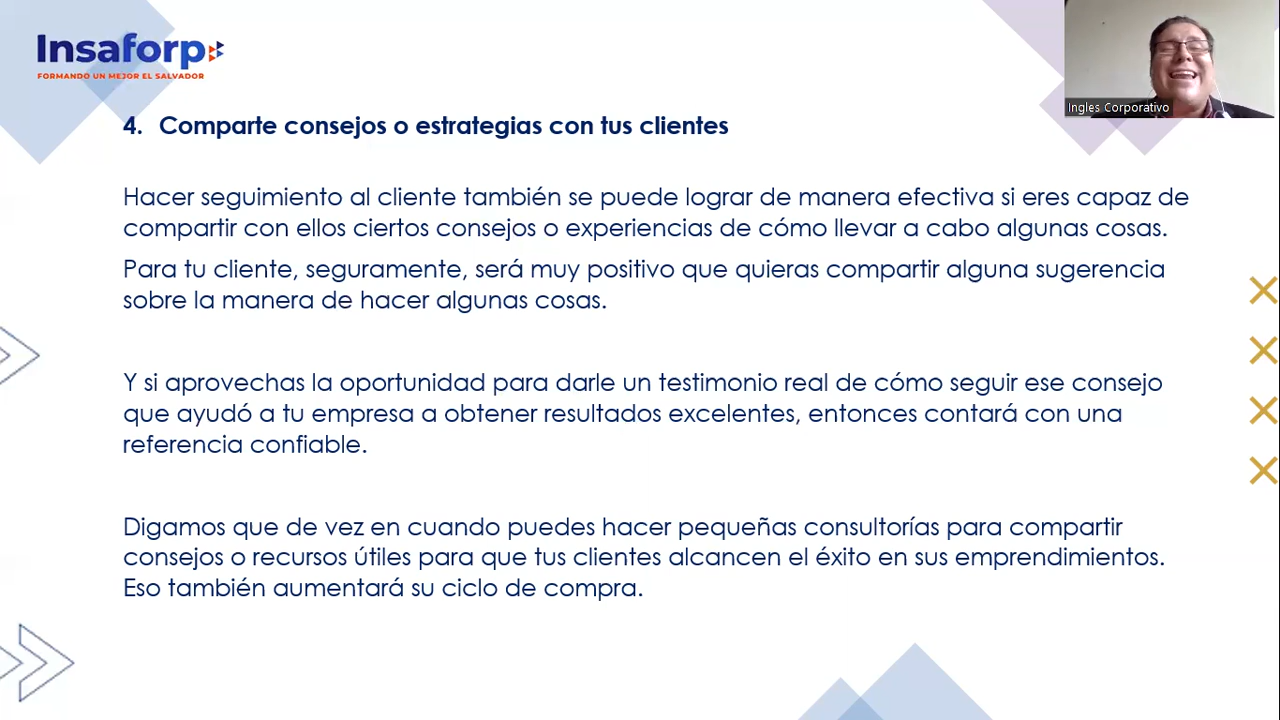 Insaforp
FORMANDO UN MEJOR EL SALVADOR
Ingles Corporativo
4. Comparte consejos o estrategias con tus clientes
Hacer seguimiento al cliente también se puede lograr de manera efectiva si eres capaz de
compartir con ellos ciertos consejos o experiencias de cómo llevar a cabo algunas cosas.
Para tu cliente, seguramente, será muy positivo que quieras compartir alguna sugerencia
sobre la manera de hacer algunas cosas.
Y si aprovechas la oportunidad para darle un testimonio real de cómo seguir ese consejo
que ayudó a tu empresa a obtener resultados excelentes, entonces contará con una
referencia confiable.
Digamos que de vez en cuando puedes hacer pequeñas consultorías para compartir
consejos o recursos útiles para que tus clientes alcancen el éxito en sus emprendimientos.
Eso también aumentará su ciclo de compra.